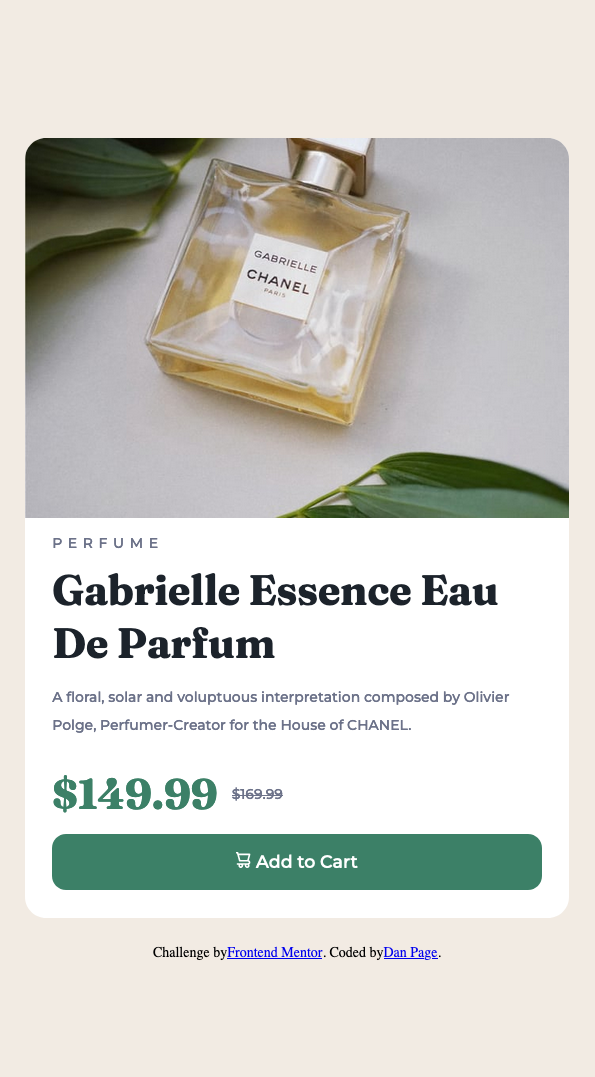 GABRIELLE
CHANEL
PARIS
PERFUME
Gabrielle Essence Eau
De Parfum
A floral, solar and voluptuous interpretation composed by Olivier
Polge, Perfumer-Creator for the House of CHANEL.
$149.99 $169.99
Add to Cart
Challenge byFrontend Mentor. Coded byDan Page.